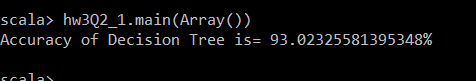 scala> hw3Q2_1.main(Array())
Accuracy of Decision Tree is= 93.02325581395348%
scala>